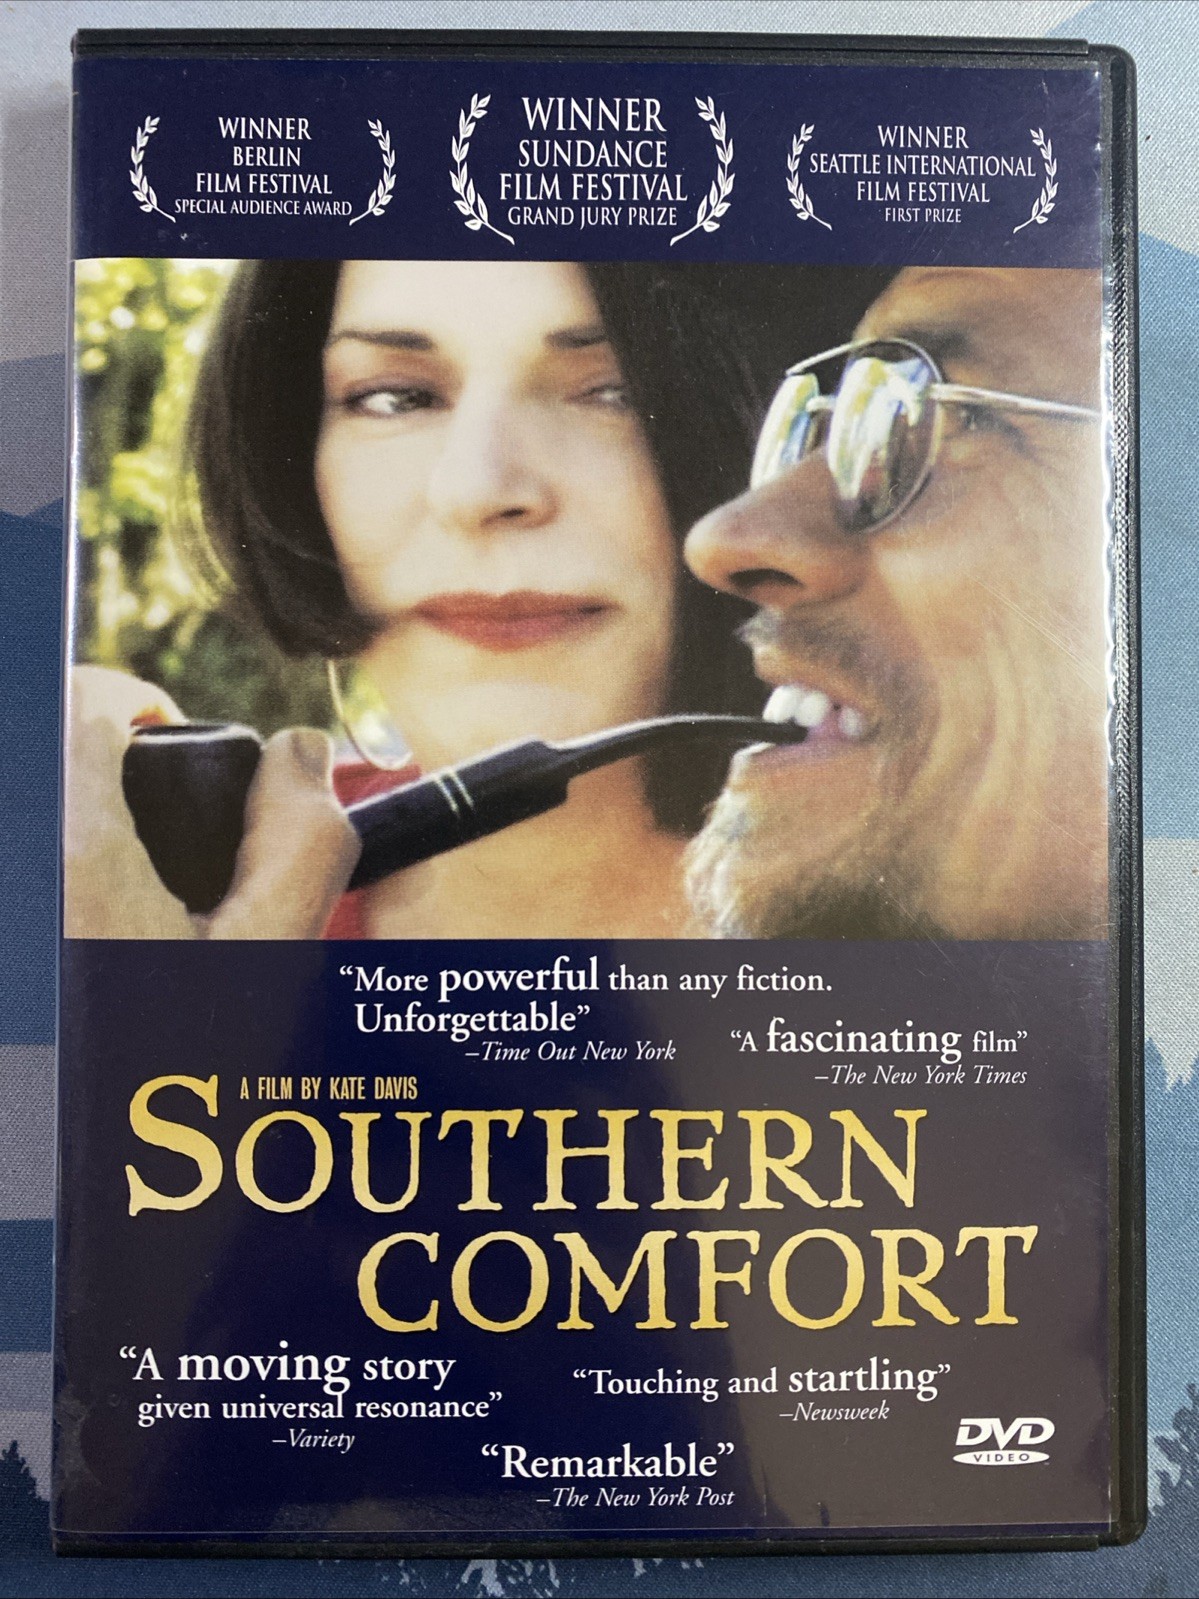 WINNER
BERLIN
FILM FESTIVAL
SPECIAL AUDIENCE AWARD
WINNER
SUNDANCE
FILM FESTIVAL
GRAND JURY PRIZE
WINNER
SEATTLE INTERNATIONAL
FILM FESTIVAL
FIRST PRIZE
“More powerful than any fiction.
Unforgettable”
–Time Out New York
“A fascinating film”
–The New York Times
A FILM BY KATE DAVIS
SOUTHERN
COMFORT
“A moving story
given universal resonance”
–Variety
“Touching and startling”
–Newsweek
“Remarkable”
–The New York Post
DVD
VIDEO